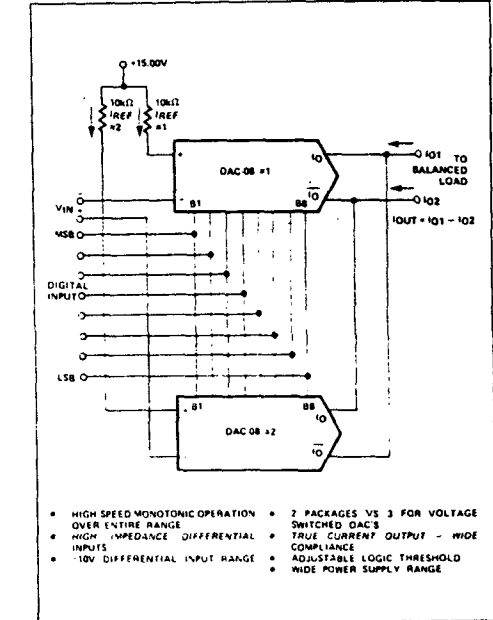 +15.00V
10kΩ 10kΩ
IREF IREF
#2 #1
+ IO
DAC-08 #1
- IO
B1 B8
IO1 TO
BALANCED
LOAD
IO2
IOUT = IO1 - IO2
-
VIN
+
MSB
DIGITAL
INPUT
LSB
B1 B8
IO
DAC 08 #2
IO
• HIGH SPEED MONOTONIC OPERATION
OVER ENTIRE RANGE
• HIGH IMPEDANCE DIFFERENTIAL
INPUTS
• -10V DIFFERENTIAL INPUT RANGE
• 2 PACKAGES VS 3 FOR VOLTAGE
SWITCHED DAC'S
• TRUE CURRENT OUTPUT - WIDE
COMPLIANCE
• ADJUSTABLE LOGIC THRESHOLD
• WIDE POWER SUPPLY RANGE